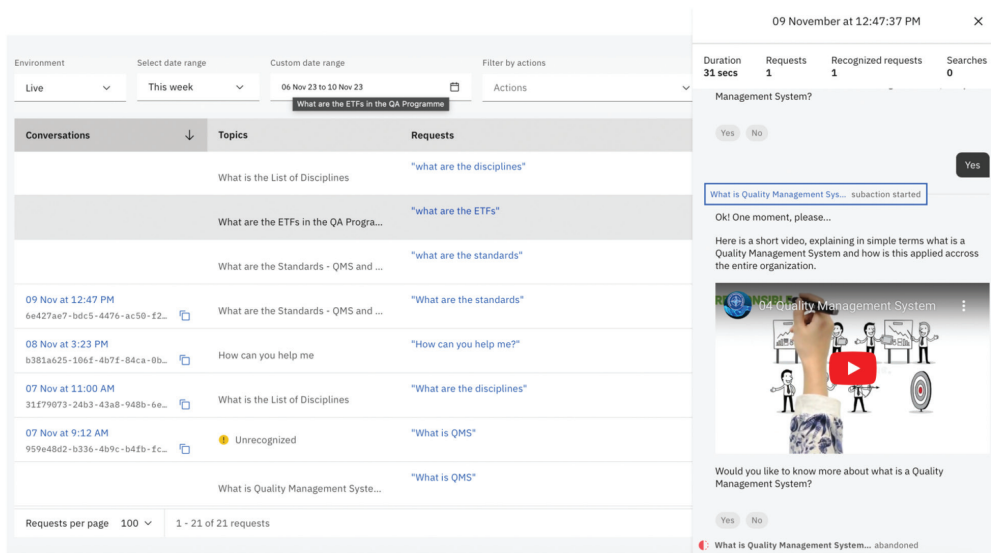 Environment
Select date range
Custom date range
Filter by actions
Live
This week
06 Nov 23 to 10 Nov 23
Actions
What are the ETFs in the QA Programme
Conversations
Topics
Requests
What is the List of Disciplines
"what are the disciplines"
What are the ETFs in the QA Progra...
"what are the ETFs"
What are the Standards - QMS and ...
"what are the standards"
09 Nov at 12:47 PM
6e427ae7-bdc5-4476-ac50-f2…
What are the Standards - QMS and ...
"What are the standards"
08 Nov at 3:23 PM
b381a625-106f-4b7f-84ca-0b…
How can you help me
"How can you help me?"
07 Nov at 11:00 AM
31f79073-24b3-43a8-948b-6e…
What is the List of Disciplines
"What are the disciplines"
07 Nov at 9:12 AM
959e48d2-b336-4b9c-b4fb-fc…
Unrecognized
"What is QMS"
What is Quality Management Syste...
"What is QMS"
Requests per page 100
1 - 21 of 21 requests
09 November at 12:47:37 PM
Duration
31 secs
Requests
1
Recognized requests
1
Searches
0
Management System?
Yes No
Yes
What is Quality Management Sys... subaction started
Ok! One moment, please...
Here is a short video, explaining in simple terms what is a
Quality Management System and how is this applied accross
the entire organization.
04 Quality Management System
Would you like to know more about what is a Quality
Management System?
Yes No
What is Quality Management System... abandoned